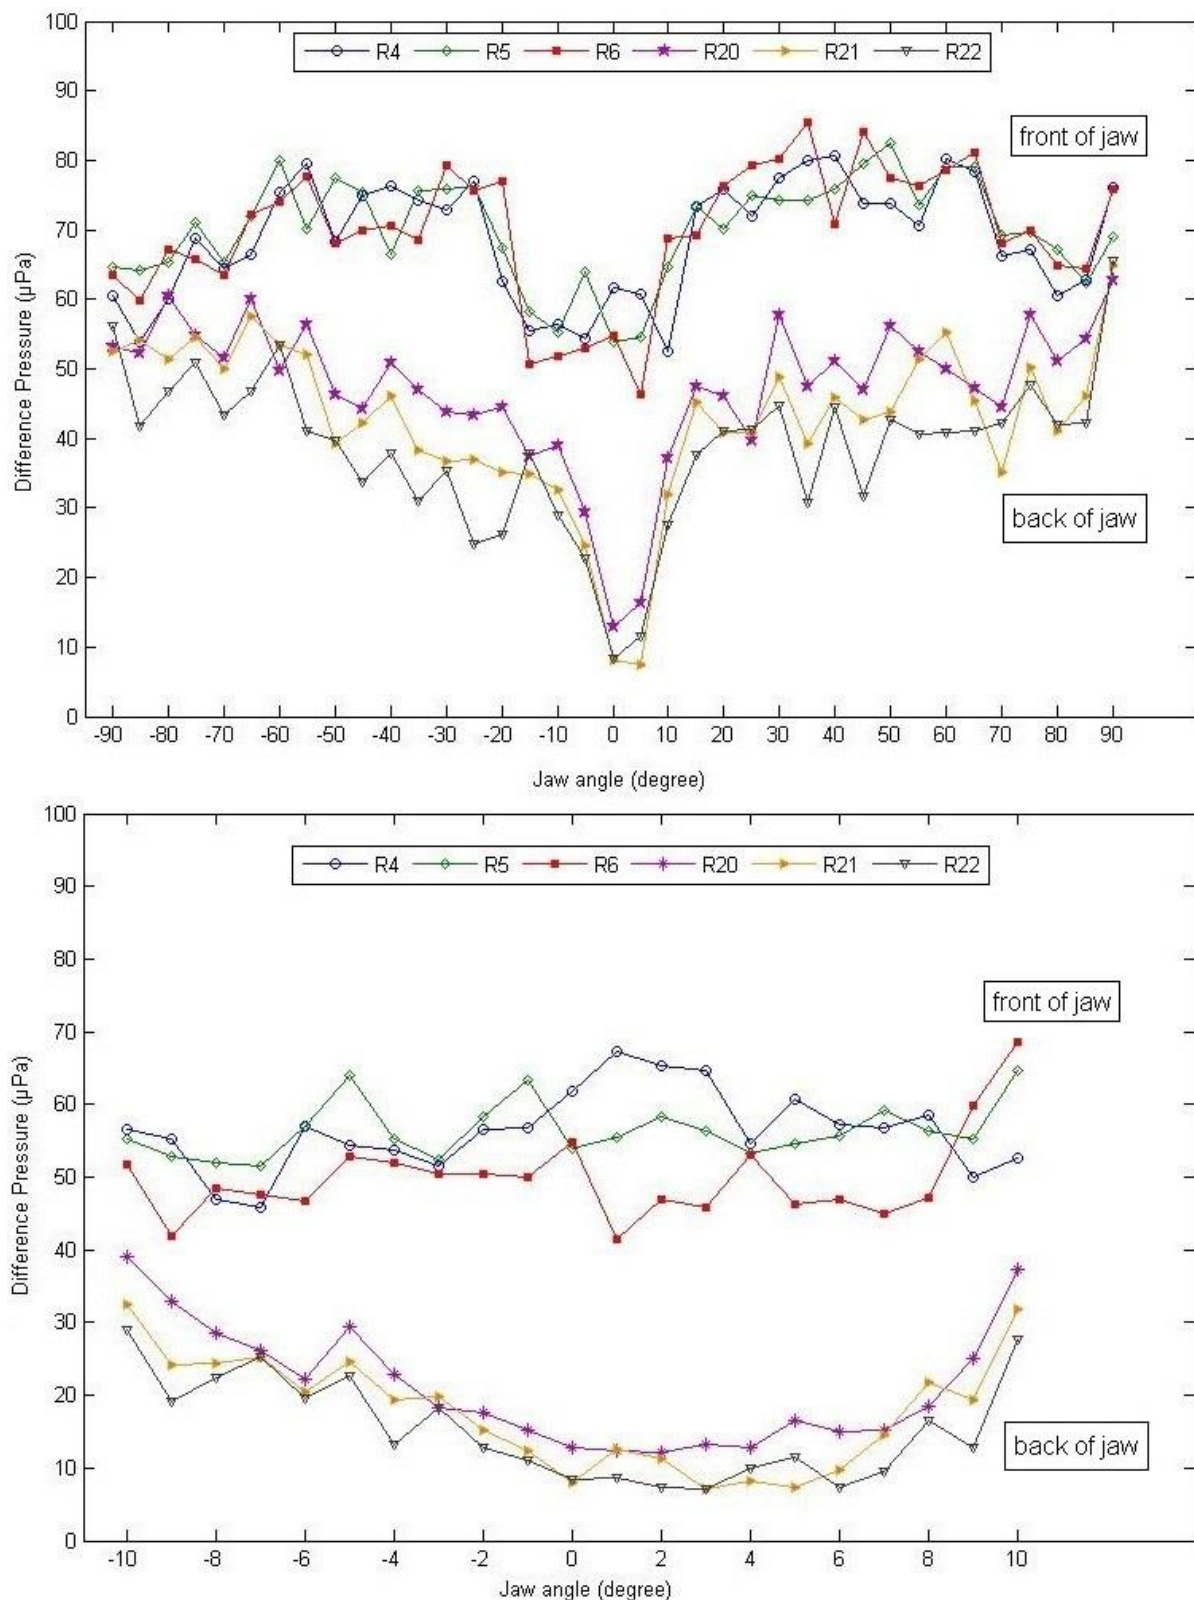 100
90
80
70
60
50
40
30
20
10
0
Difference Pressure (µPa)
R4 R5 R6 R20 R21 R22
front of jaw
back of jaw
-90 -80 -70 -60 -50 -40 -30 -20 -10 0 10 20 30 40 50 60 70 80 90
Jaw angle (degree)
100
90
80
70
60
50
40
30
20
10
0
Difference Pressure (µPa)
R4 R5 R6 R20 R21 R22
front of jaw
back of jaw
-10 -8 -6 -4 -2 0 2 4 6 8 10
Jaw angle (degree)